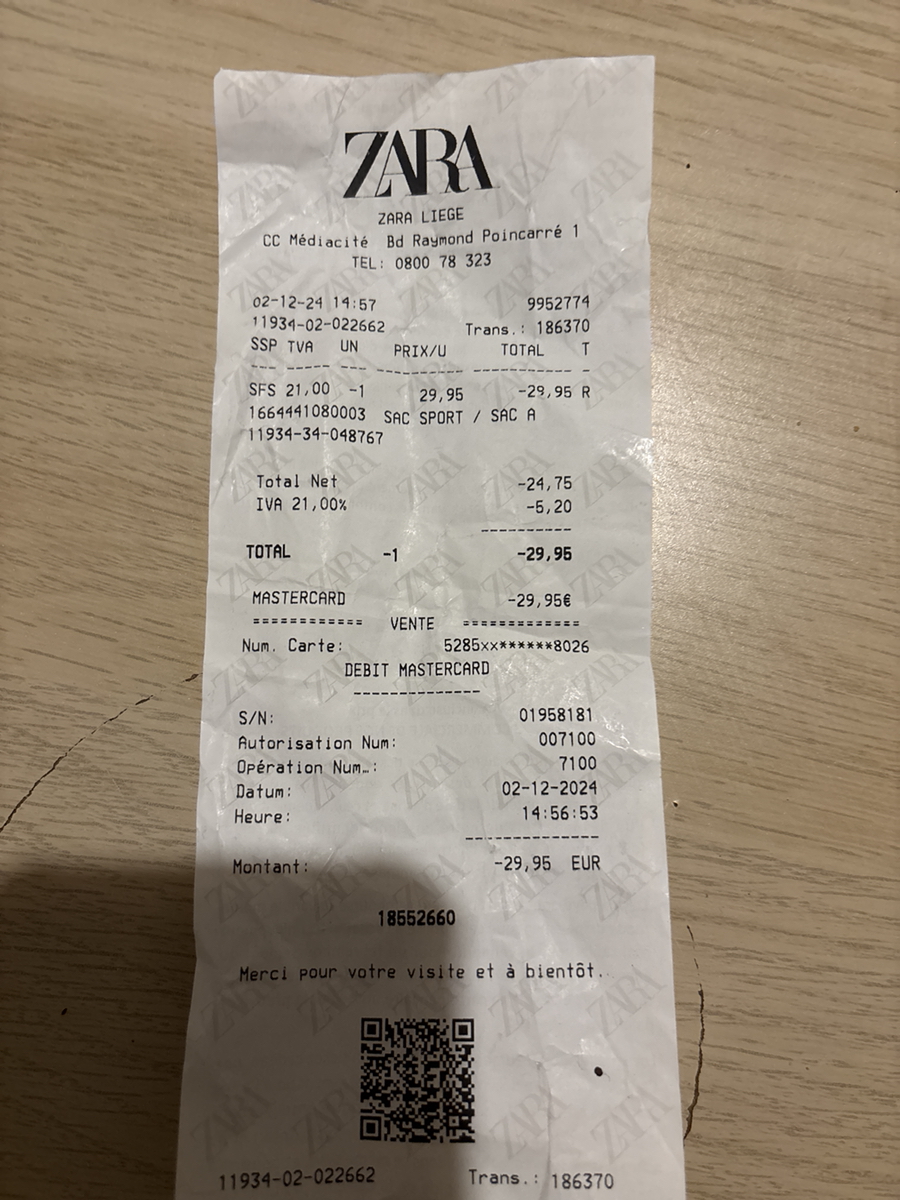 ZARA
ZARA LIEGE
CC Médiacité Bd Raymond Poincarré 1
TEL: 0800 78 323
02-12-24 14:57 9952774
11934-02-022662 Trans.: 186370
SSP TVA UN PRIX/U TOTAL T
--- ----- --- ---------- ----------- -
SFS 21,00 -1 29,95 -29,95 R
1664441080003 SAC SPORT / SAC A
11934-34-048767
Total Net -24,75
IVA 21,00% -5,20
----------
TOTAL -1 -29,95
MASTERCARD -29,95€
============ VENTE =============
Num. Carte: 5285xx******8026
DEBIT MASTERCARD
--------------
S/N: 01958181
Autorisation Num: 007100
Opération Num…: 7100
Datum: 02-12-2024
Heure: 14:56:53
---------------
Montant: -29,95 EUR
18552660
Merci pour votre visite et à bientôt.
11934-02-022662 Trans.: 186370